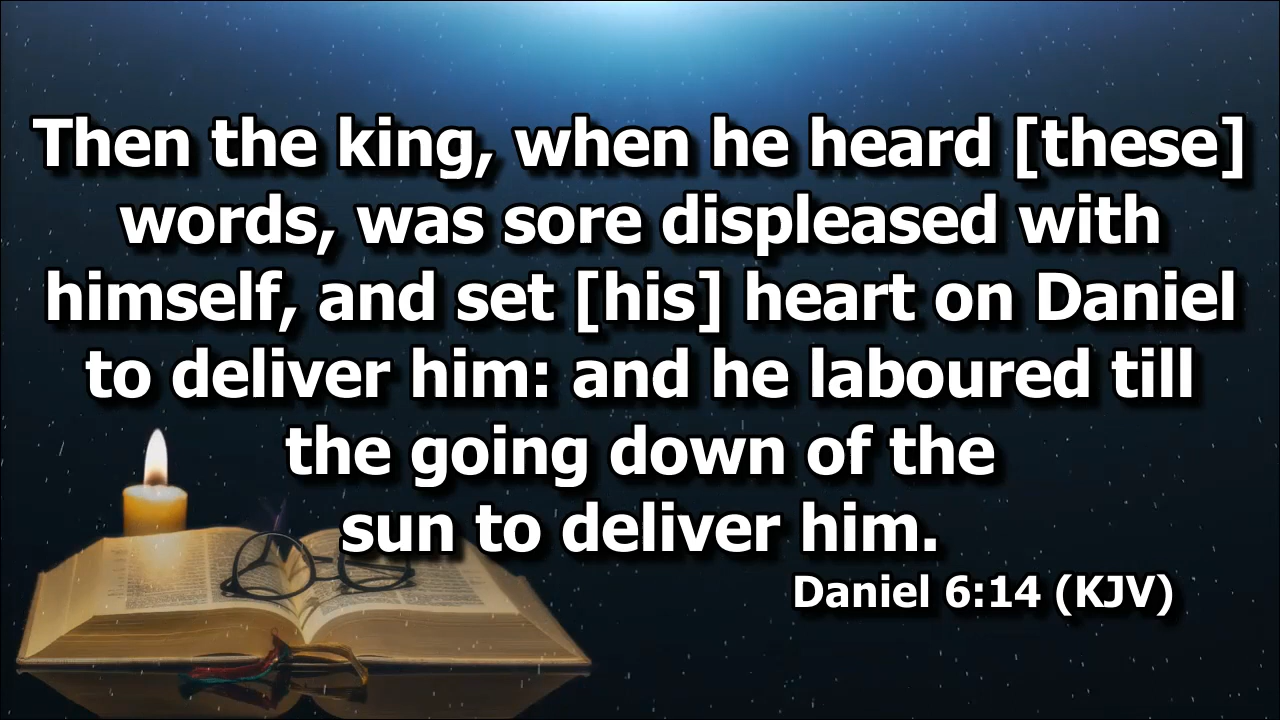 Then the king, when he heard [these]
words, was sore displeased with
himself, and set [his] heart on Daniel
to deliver him: and he laboured till
the going down of the
sun to deliver him.
Daniel 6:14 (KJV)